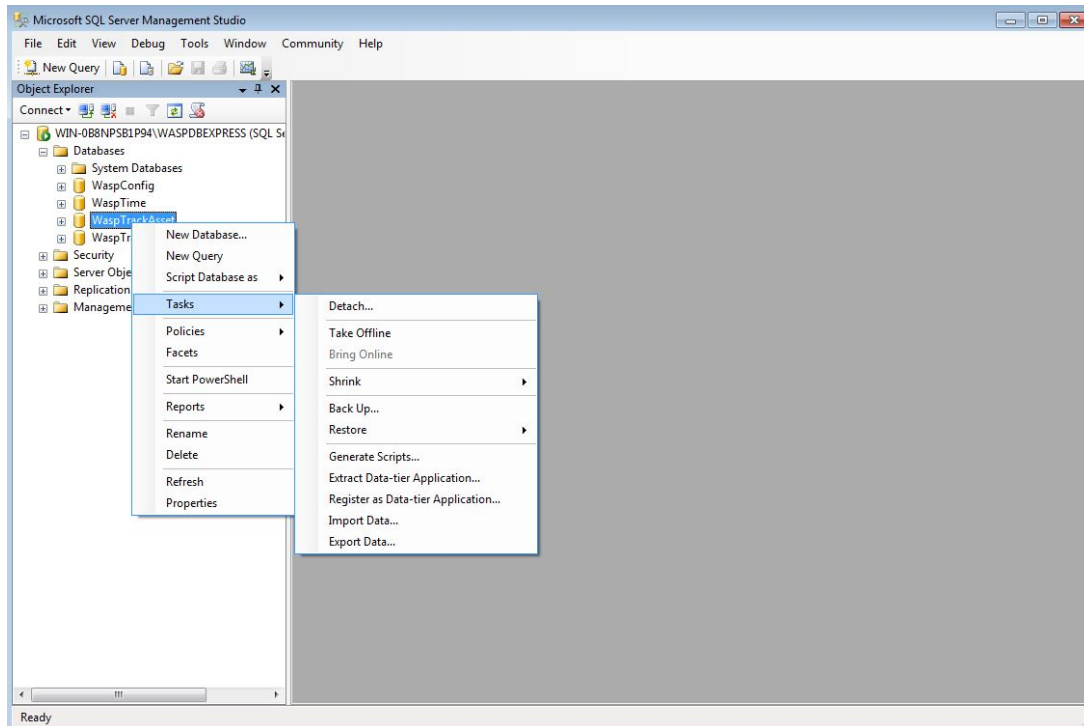 Microsoft SQL Server Management Studio
File Edit View Debug Tools Window Community Help
New Query
Object Explorer
Connect
WIN-0B8NPSB1P94\WASPDBEXPRESS (SQL Se
Databases
System Databases
WaspConfig
WaspTime
WaspTrackAsset
WaspTr
Security
Server Obje
Replication
Manageme
New Database...
New Query
Script Database as
Tasks
Policies
Facets
Start PowerShell
Reports
Rename
Delete
Refresh
Properties
Detach...
Take Offline
Bring Online
Shrink
Back Up...
Restore
Generate Scripts...
Extract Data-tier Application...
Register as Data-tier Application...
Import Data...
Export Data...
Ready